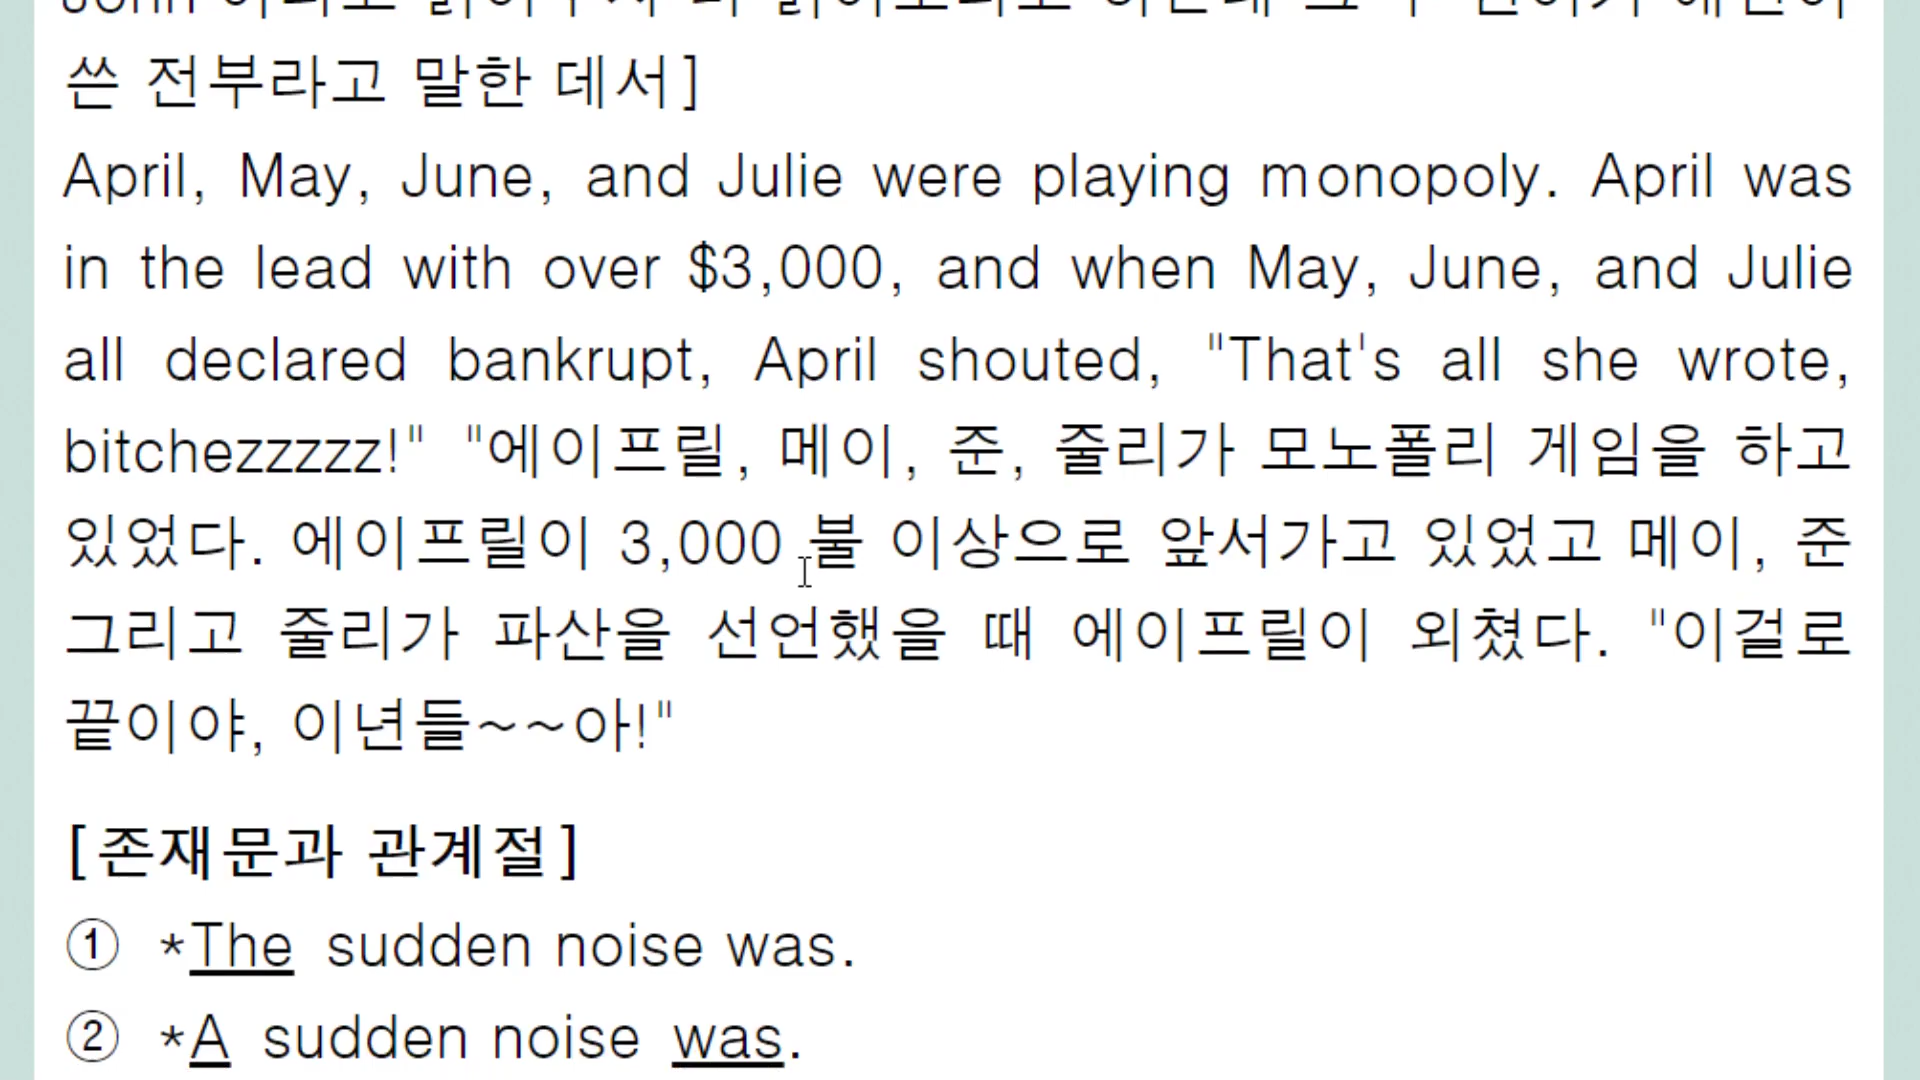 쓴 전부라고 말한 데서]
April, May, June, and Julie were playing monopoly. April was
in the lead with over $3,000, and when May, June, and Julie
all declared bankrupt, April shouted, "That's all she wrote,
bitchezzzzz!" "에이프릴, 메이, 준, 줄리가 모노폴리 게임을 하고
있었다. 에이프릴이 3,000 불 이상으로 앞서가고 있었고 메이, 준
그리고 줄리가 파산을 선언했을 때 에이프릴이 외쳤다. "이걸로
끝이야, 이년들~~아!"
[존재문과 관계절]
① *The sudden noise was.
② *A sudden noise was.